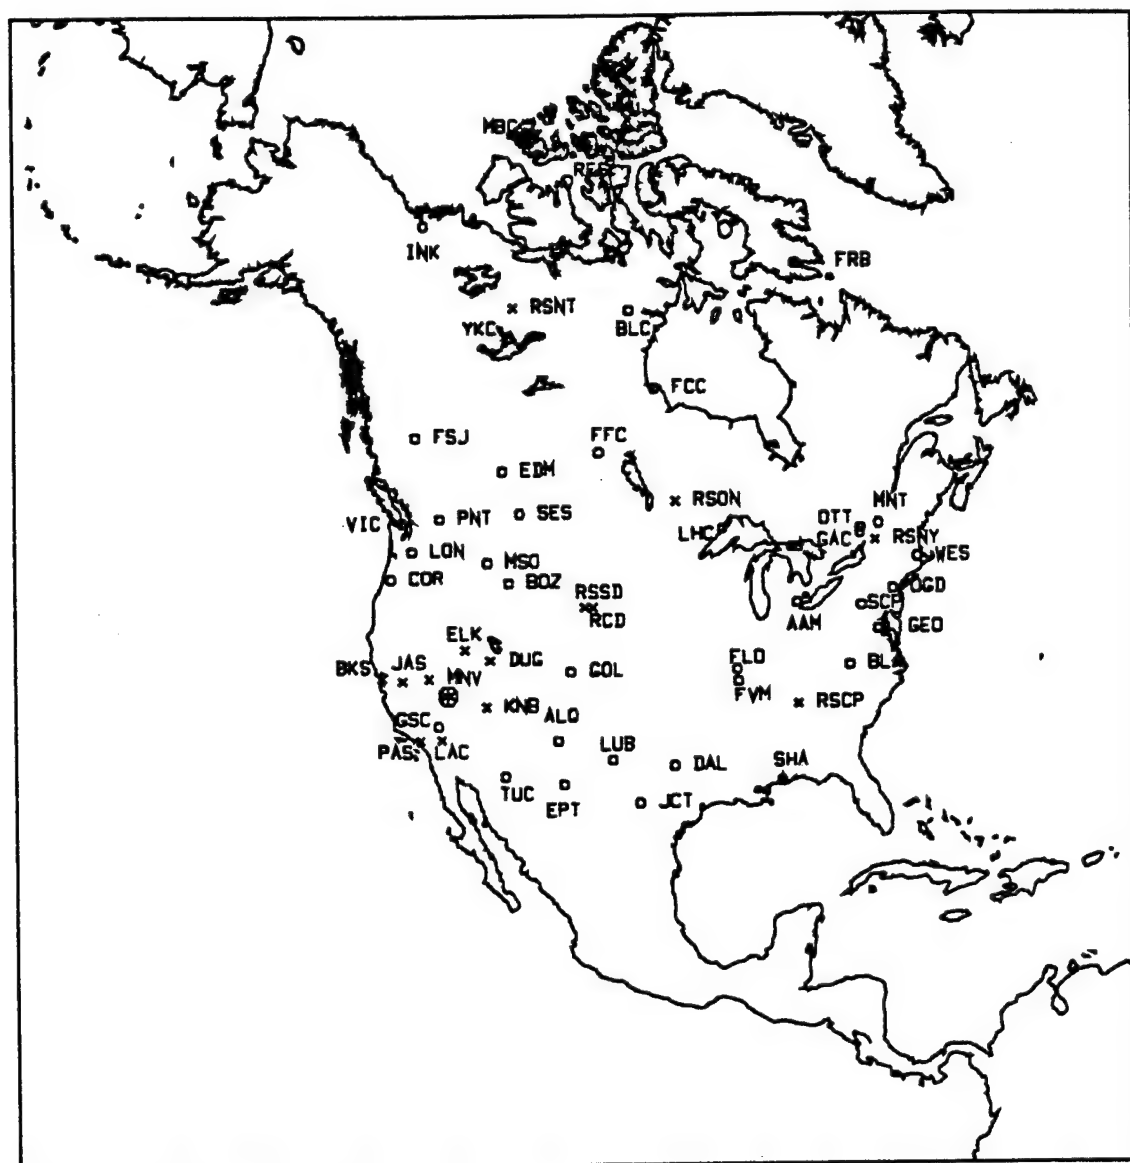 MBC
RES
INK
FRB
RSNT
BLC
YKC
FCC
FSJ
FFC
EDM
RSON
MNT
SES
PNT
VIC
OTT
LHC
GAC
RSNY
LON
WES
MSO
COR
BOZ
RSSD
OGD
SCP
RCD
AAM
GEO
ELK
JAS
DUG
FLO
BLA
BKS
MNV
GOL
FVM
RSCP
KNB
GSC
ALQ
PAS
LAC
LUB
DAL
SHA
TUC
EPT
JCT